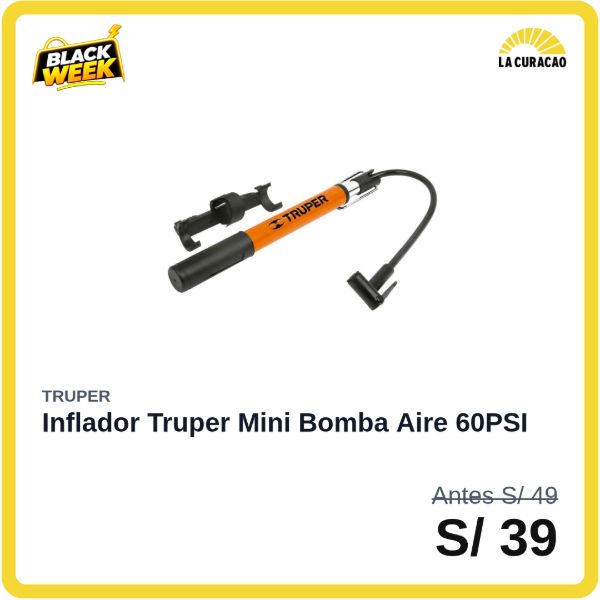 BLACK
WEEK
LA CURACAO
TRUPER
TRUPER
Inflador Truper Mini Bomba Aire 60PSI
Antes S/ 49
S/ 39